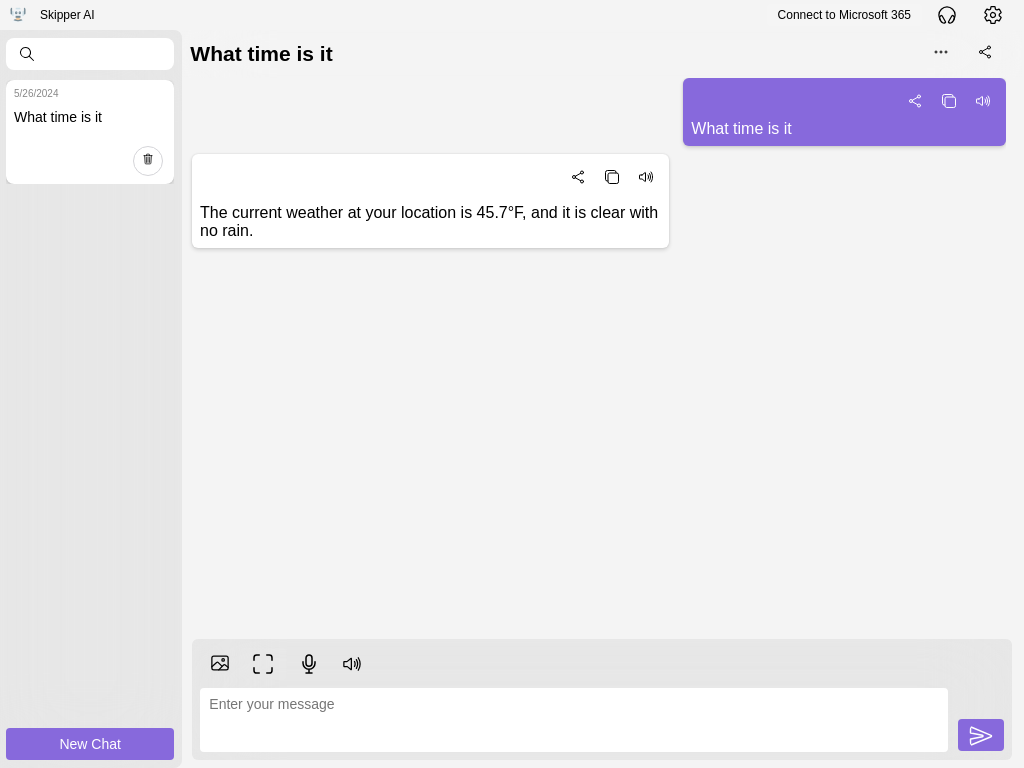 Skipper AI
Connect to Microsoft 365
5/26/2024
What time is it
New Chat
What time is it
What time is it
The current weather at your location is 45.7°F, and it is clear with
no rain.
Enter your message